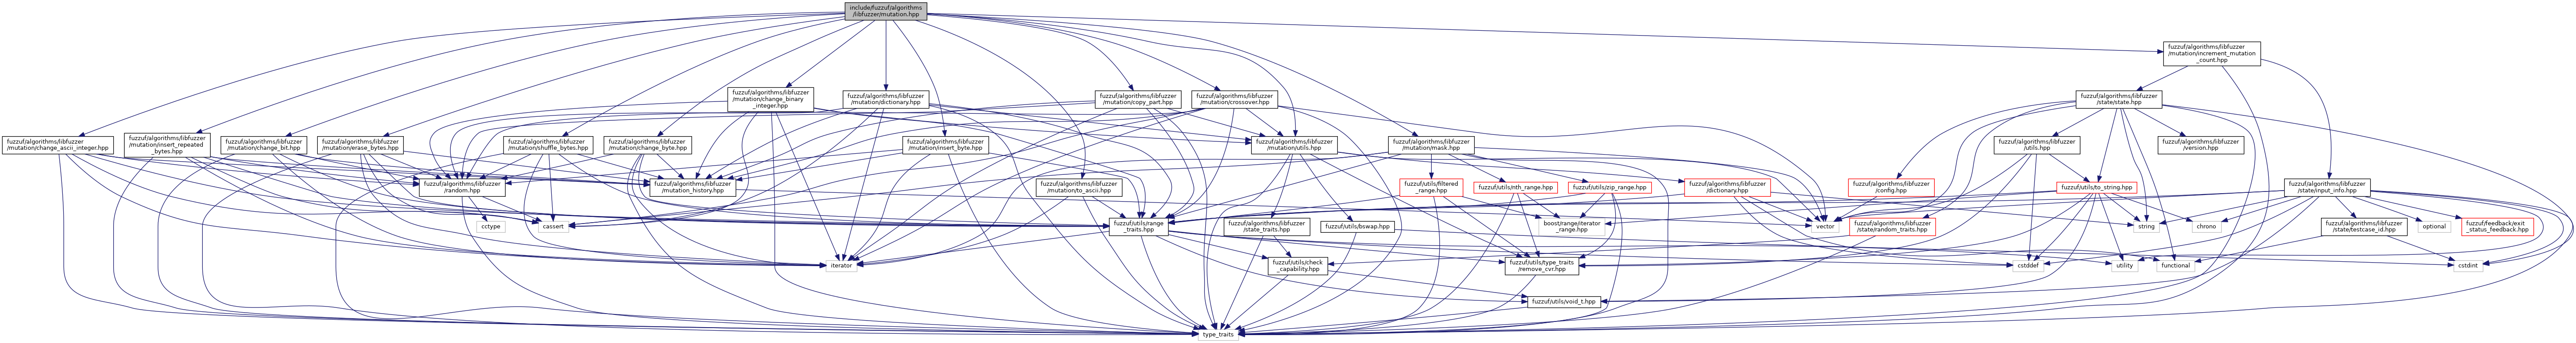 include/fuzzuf/algorithms
/libfuzzer/mutation.hpp
fuzzuf/algorithms/libfuzzer
/mutation/increment_mutation
_count.hpp
fuzzuf/algorithms/libfuzzer
/mutation/change_binary
_integer.hpp
fuzzuf/algorithms/libfuzzer
/mutation/dictionary.hpp
fuzzuf/algorithms/libfuzzer
/mutation/copy_part.hpp
fuzzuf/algorithms/libfuzzer
/mutation/crossover.hpp
fuzzuf/algorithms/libfuzzer
/state/state.hpp
fuzzuf/algorithms/libfuzzer
/mutation/change_ascii_integer.hpp
fuzzuf/algorithms/libfuzzer
/mutation/insert_repeated
_bytes.hpp
fuzzuf/algorithms/libfuzzer
/mutation/change_bit.hpp
fuzzuf/algorithms/libfuzzer
/mutation/erase_bytes.hpp
fuzzuf/algorithms/libfuzzer
/mutation/shuffle_bytes.hpp
fuzzuf/algorithms/libfuzzer
/mutation/change_byte.hpp
fuzzuf/algorithms/libfuzzer
/mutation/insert_byte.hpp
fuzzuf/algorithms/libfuzzer
/mutation/utils.hpp
fuzzuf/algorithms/libfuzzer
/mutation/mask.hpp
fuzzuf/algorithms/libfuzzer
/utils.hpp
fuzzuf/algorithms/libfuzzer
/version.hpp
fuzzuf/algorithms/libfuzzer
/random.hpp
fuzzuf/algorithms/libfuzzer
/mutation_history.hpp
fuzzuf/algorithms/libfuzzer
/mutation/to_ascii.hpp
fuzzuf/utils/filtered
_range.hpp
fuzzuf/utils/nth_range.hpp
fuzzuf/utils/zip_range.hpp
fuzzuf/algorithms/libfuzzer
/dictionary.hpp
fuzzuf/algorithms/libfuzzer
/config.hpp
fuzzuf/utils/to_string.hpp
fuzzuf/algorithms/libfuzzer
/state/input_info.hpp
cctype
cassert
fuzzuf/utils/range
_traits.hpp
fuzzuf/algorithms/libfuzzer
/state_traits.hpp
fuzzuf/utils/bswap.hpp
boost/range/iterator
_range.hpp
vector
fuzzuf/algorithms/libfuzzer
/state/random_traits.hpp
string
string
chrono
fuzzuf/algorithms/libfuzzer
/state/testcase_id.hpp
optional
fuzzuf/feedback/exit
_status_feedback.hpp
iterator
fuzzuf/utils/check
_capability.hpp
fuzzuf/utils/type_traits
/remove_cvr.hpp
cstddef
utility
functional
cstdint
fuzzuf/utils/void_t.hpp
type_traits